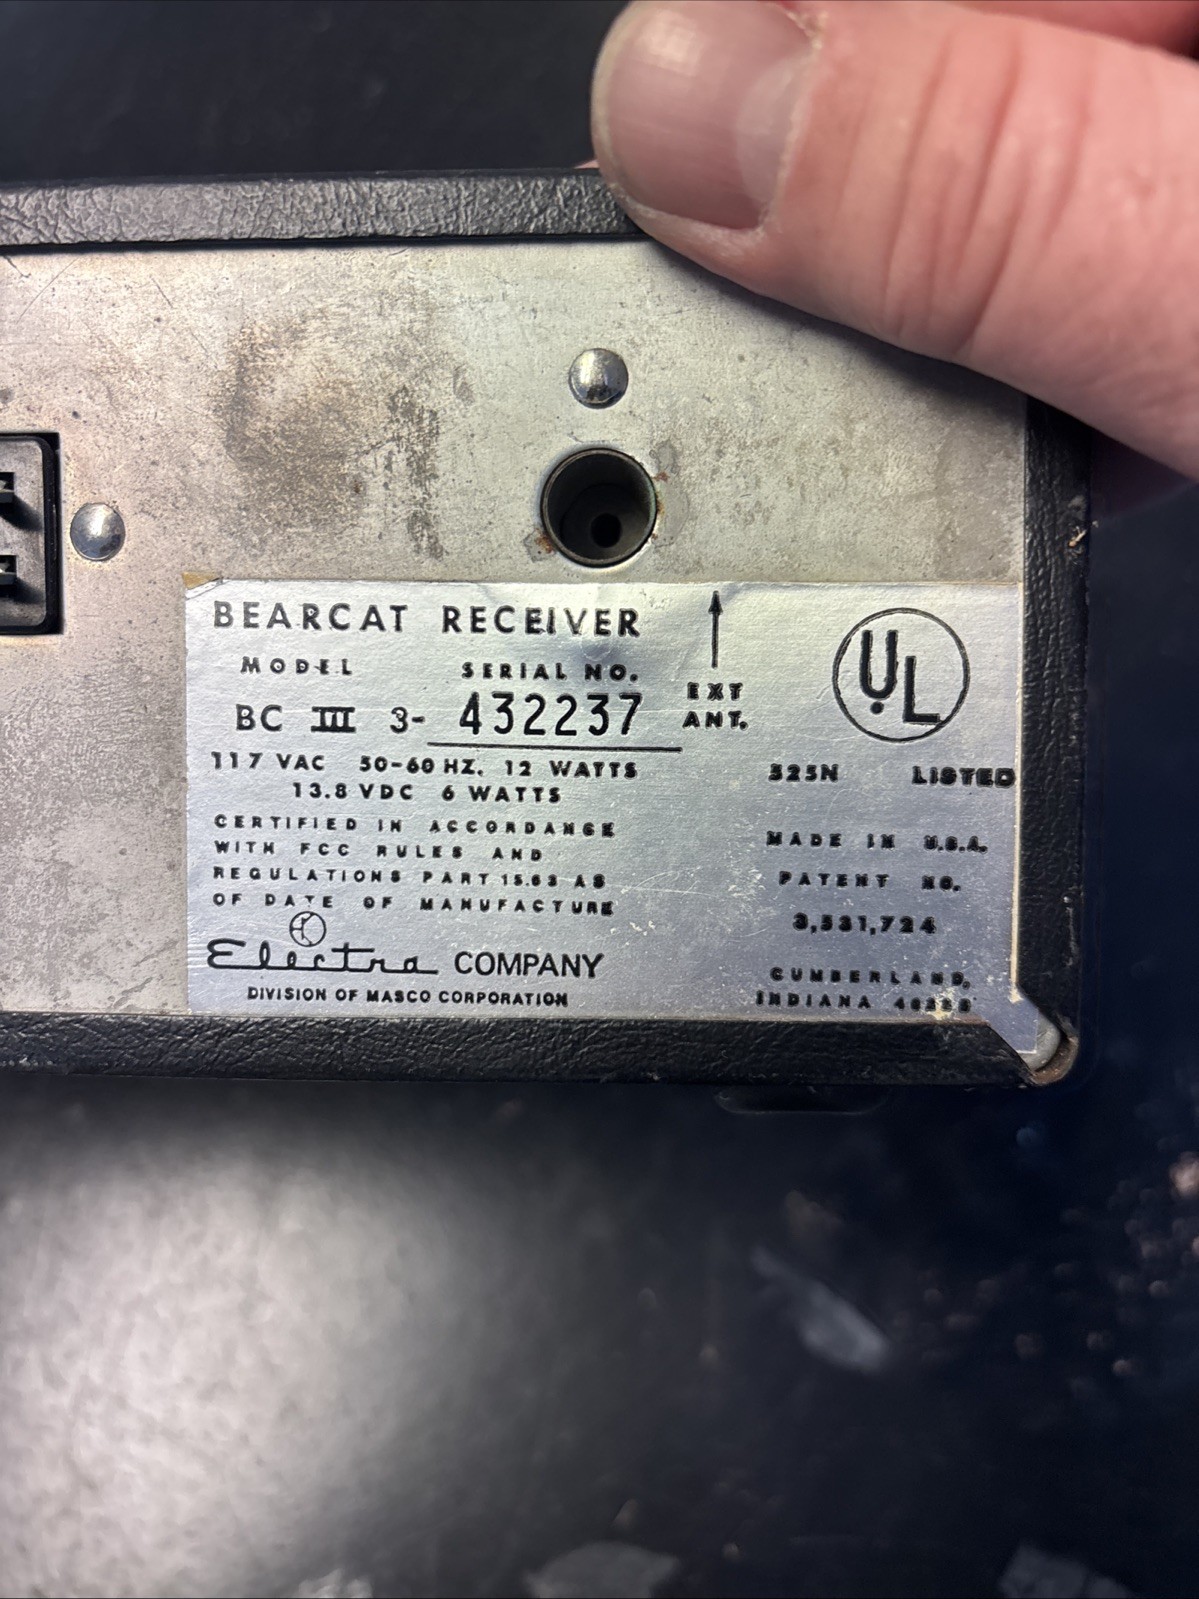 BEARCAT RECEIVER
MODEL SERIAL NO.
BC III 3- 432237
EXT
ANT.
117 VAC 50-60 HZ. 12 WATTS
13.8 VDC 6 WATTS
CERTIFIED IN ACCORDANCE
WITH FCC RULES AND
REGULATIONS PART 15.63 AS
OF DATE OF MANUFACTURE
Electra COMPANY
DIVISION OF MASCO CORPORATION
UL
525N LISTED
MADE IN U.S.A.
PATENT NO.
3,531,724
CUMBERLAND,
INDIANA